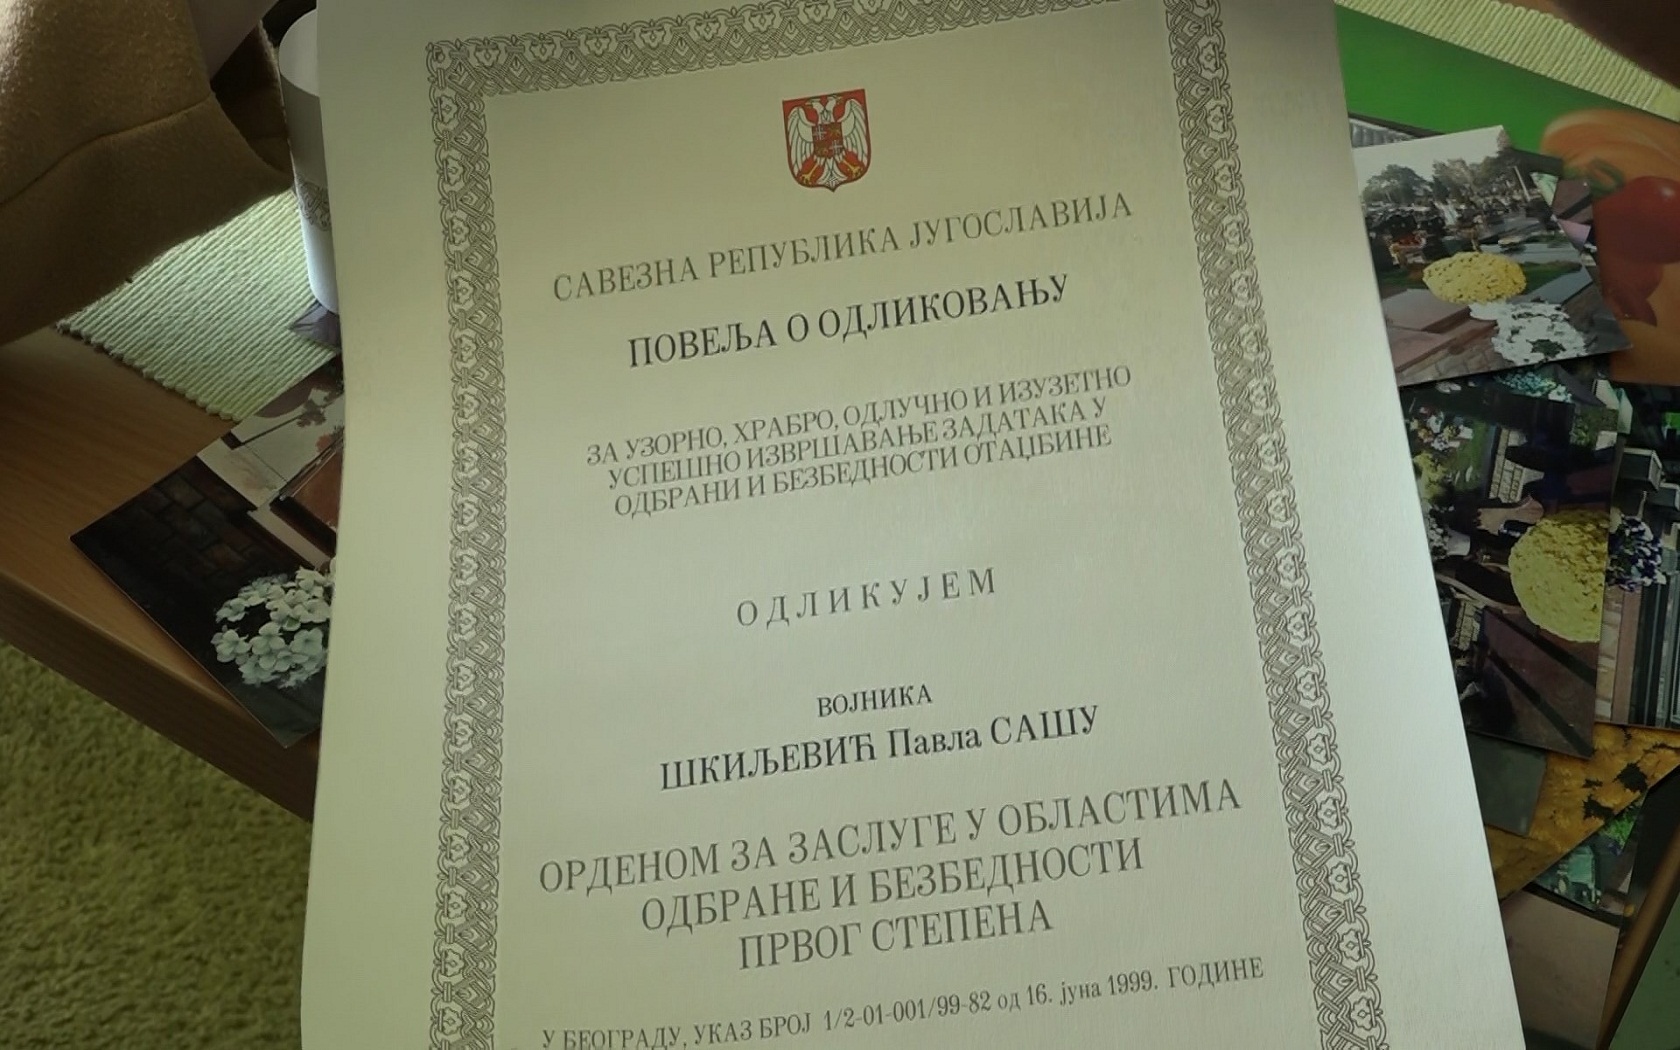 САВЕЗНА РЕПУБЛИКА ЈУГОСЛАВИЈА
ПОВЕЉА О ОДЛИКОВАЊУ
ЗА УЗОРНО, ХРАБРО, ОДЛУЧНО И ИЗУЗЕТНО
УСПЕШНО ИЗВРШАВАЊЕ ЗАДАТАКА У
ОДБРАНИ И БЕЗБЕДНОСТИ ОТАЏБИНЕ
ОДЛИКУЈЕМ
ВОЈНИКА
ШКИЉЕВИЋ Павла САШУ
ОРДЕНОМ ЗА ЗАСЛУГЕ У ОБЛАСТИМА
ОДБРАНЕ И БЕЗБЕДНОСТИ
ПРВОГ СТЕПЕНА
У БЕОГРАДУ, УКАЗ БРОЈ 1/2-01-001/99-82 од 16. јуна 1999. ГОДИНЕ